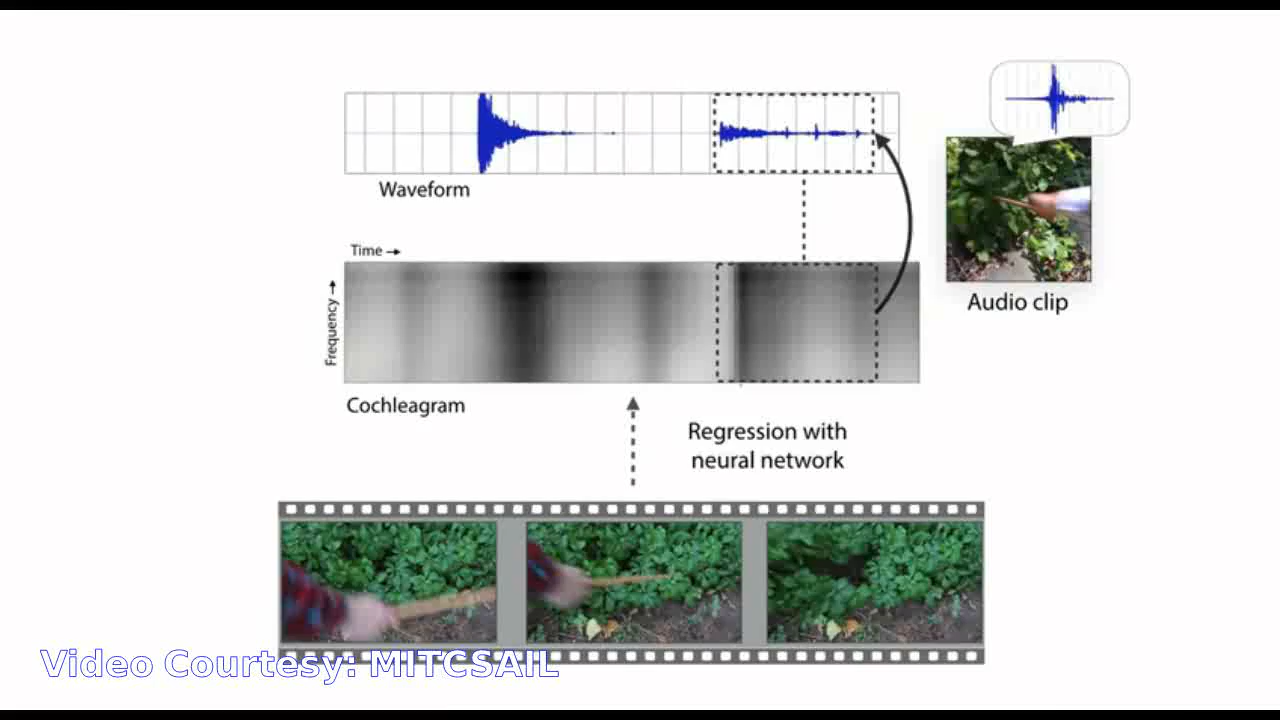 Waveform
Time
Frequency
Audio clip
Cochleagram
Regression with
neural network
Video Courtesy: MITCSAIL